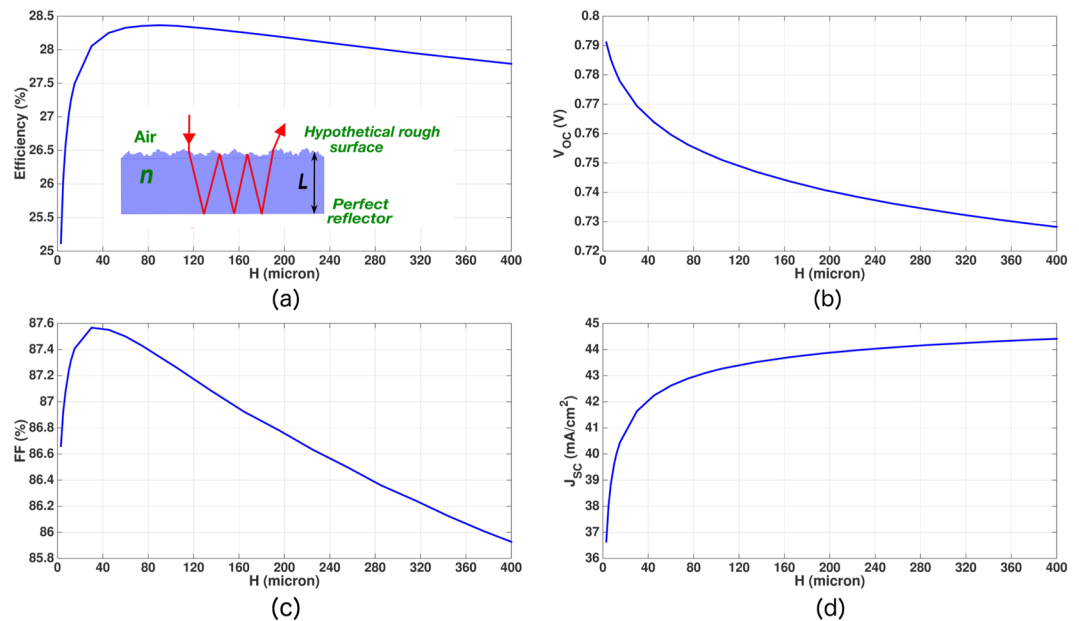 28.5
28
27.5
27
26.5
26
25.5
25
Efficiency (%)
Air
Hypothetical rough
surface
n
L
Perfect
reflector
0 40 80 120 160 200 240 280 320 360 400
H (micron)
(a)
0.8
0.79
0.78
0.77
0.76
0.75
0.74
0.73
0.72
V_OC (V)
0 40 80 120 160 200 240 280 320 360 400
H (micron)
(b)
87.6
87.4
87.2
87
86.8
86.6
86.4
86.2
86
85.8
FF (%)
0 40 80 120 160 200 240 280 320 360 400
H (micron)
(c)
45
44
43
42
41
40
39
38
37
36
J_SC (mA/cm²)
0 40 80 120 160 200 240 280 320 360 400
H (micron)
(d)